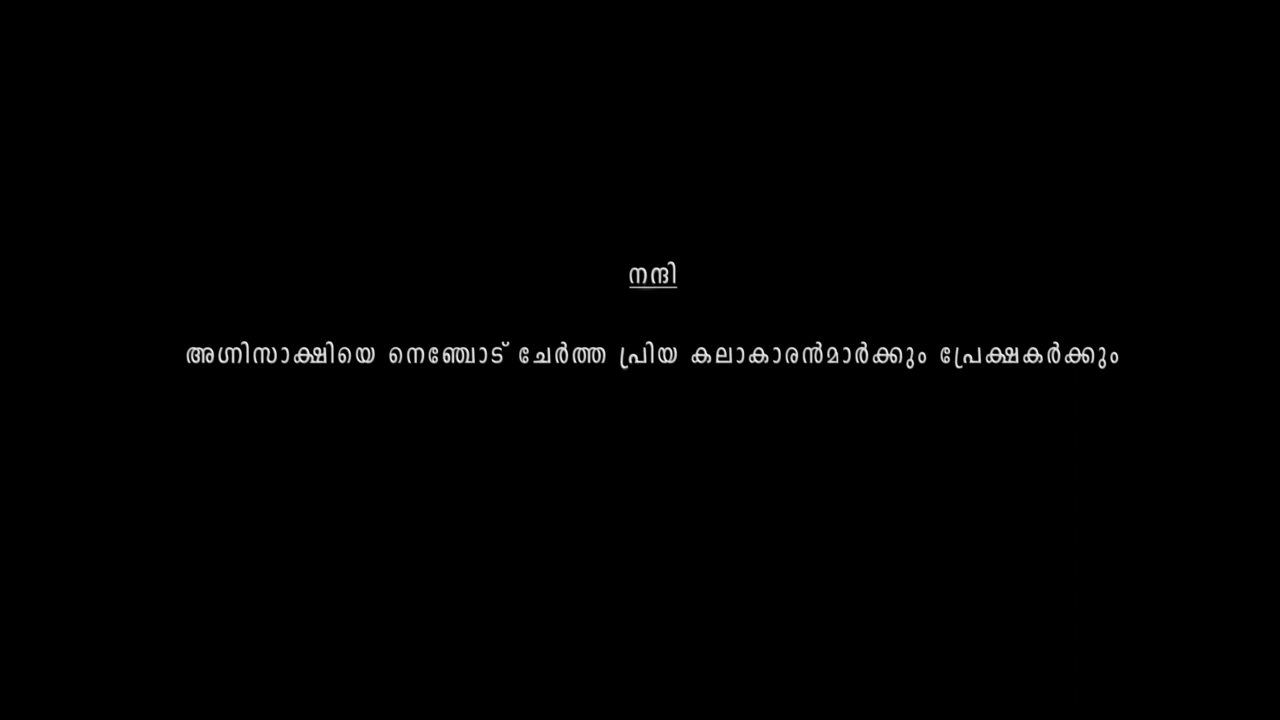 നന്ദി
അഗ്നിസാക്ഷിയെ നെഞ്ചോട് ചേർത്ത പ്രിയ കലാകാരൻമാർക്കും പ്രേക്ഷകർക്കും